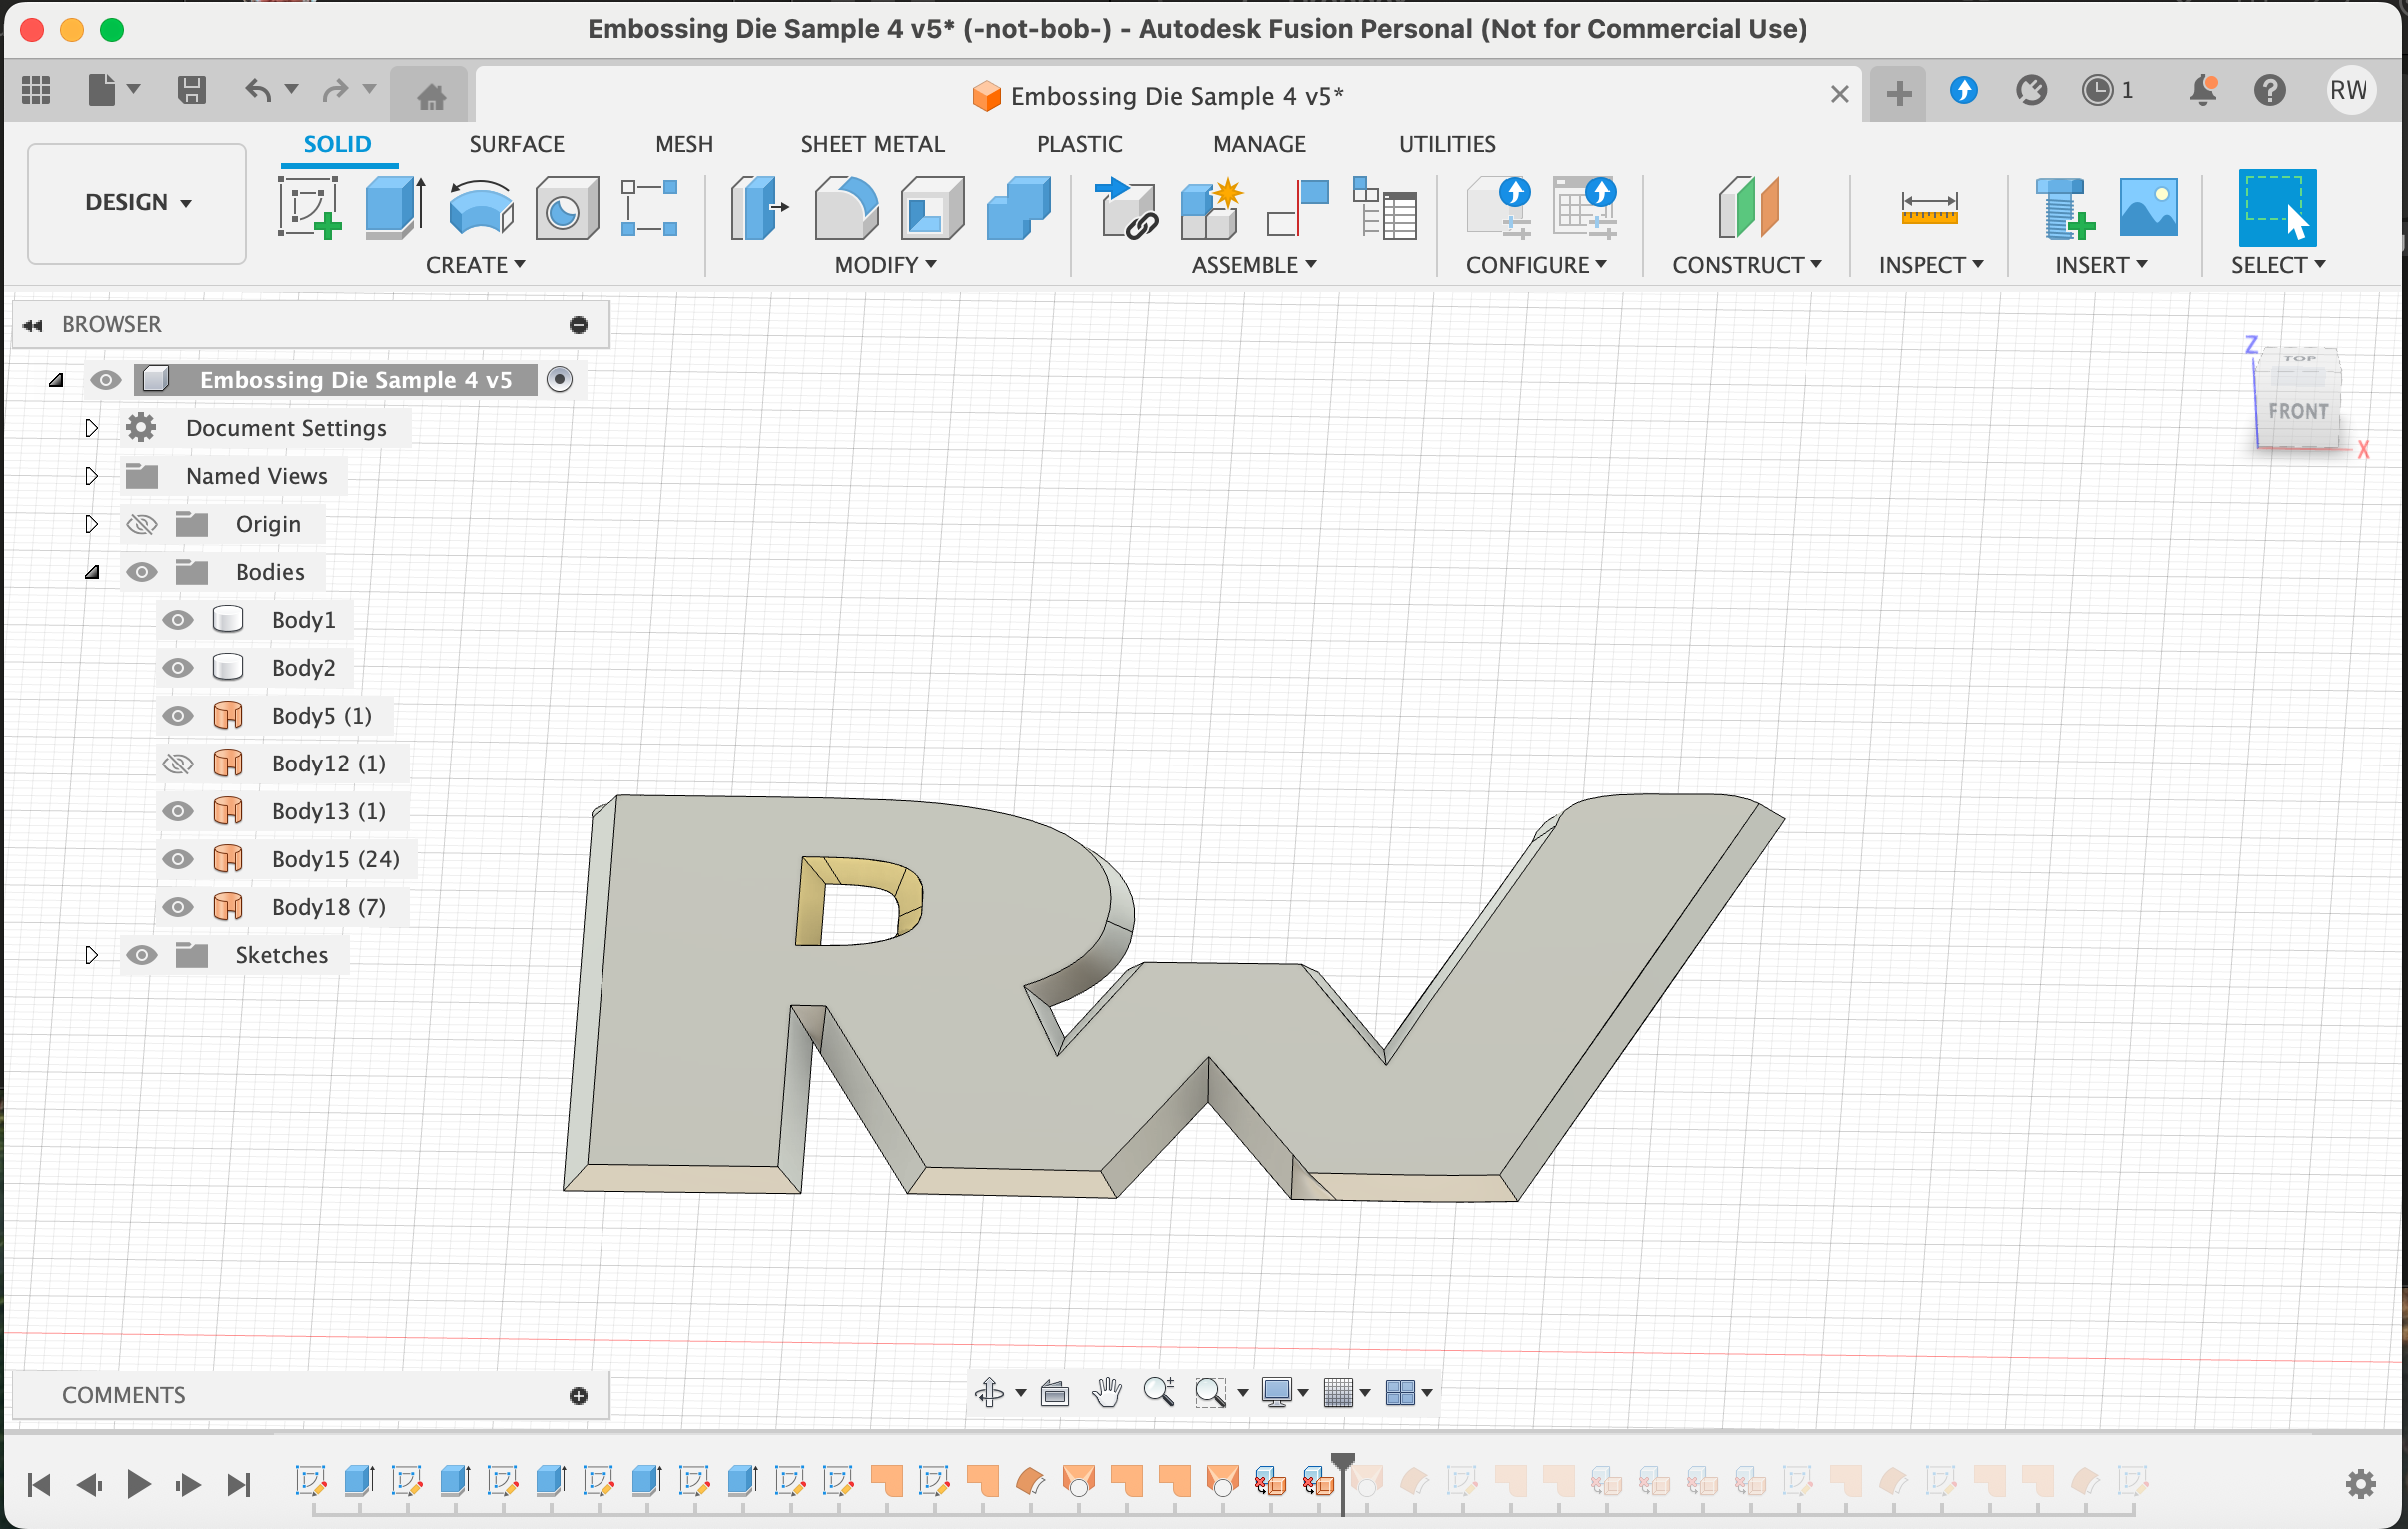 Embossing Die Sample 4 v5* (-not-bob-) - Autodesk Fusion Personal (Not for Commercial Use)
Embossing Die Sample 4 v5*
1
RW
DESIGN
SOLID
SURFACE
MESH
SHEET METAL
PLASTIC
MANAGE
UTILITIES
CREATE
MODIFY
ASSEMBLE
CONFIGURE
CONSTRUCT
INSPECT
INSERT
SELECT
BROWSER
Embossing Die Sample 4 v5
Document Settings
Named Views
Origin
Bodies
Body1
Body2
Body5 (1)
Body12 (1)
Body13 (1)
Body15 (24)
Body18 (7)
Sketches
Z
TOP
FRONT
X
RW
COMMENTS